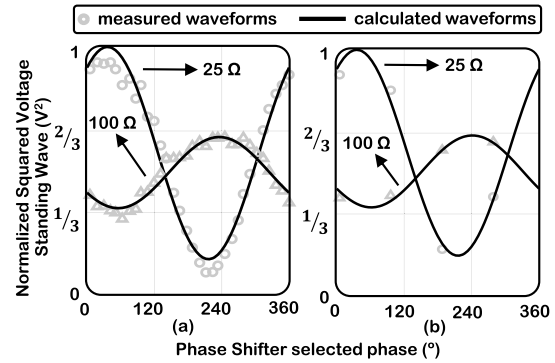 measured waveforms calculated waveforms
Normalized Squared Voltage
Standing Wave (V²)
1
2/3
1/3
0
25 Ω
100 Ω
0 120 240 360
(a)
1
2/3
1/3
0
25 Ω
100 Ω
0 120 240 360
(b)
Phase Shifter selected phase (º)